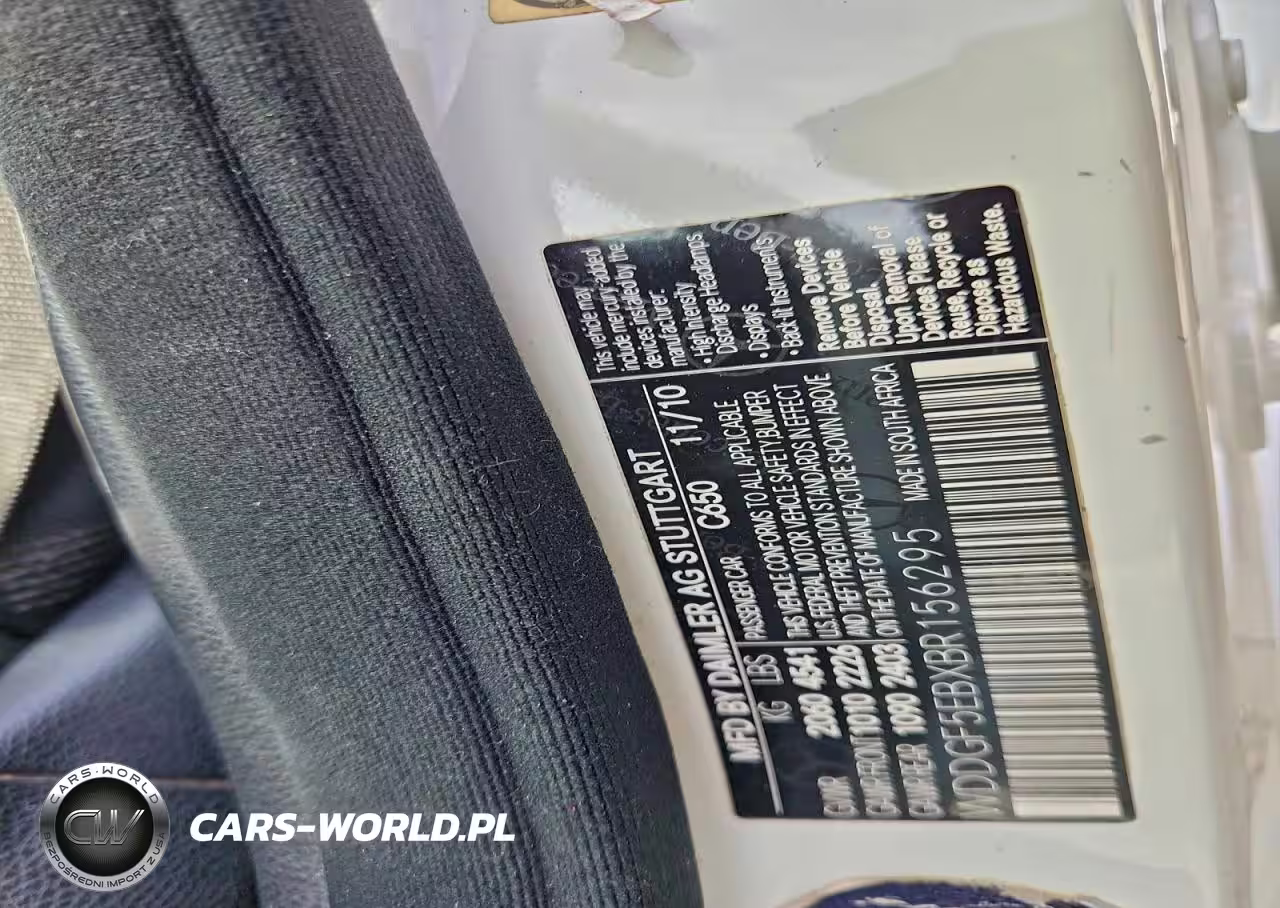 MFD BY DAIMLER AG STUTTGART
KG LBS PASSENGER CAR C650 11/10
GVWR 2060 4541 THIS VEHICLE CONFORMS TO ALL APPLICABLE
GAWR FRONT 1010 2226 U.S. FEDERAL MOTOR VEHICLE SAFETY, BUMPER
GAWR RER 1090 2403 AND THEFT PREVENTION STANDARDS IN EFFECT
ON THE DATE OF MANUFACTURE SHOWN ABOVE
WDDGF5EBXBR156295 MADE IN SOUTH AFRICA
This vehicle may
include mercury-added
devices installed by the
manufacturer.
• High Intensity
Discharge Headlamps
• Displays
• Back-lit Instruments
Remove Devices
Before Vehicle
Disposal.
Upon Removal of
Devices Please
Reuse, Recycle or
Dispose as
Hazardous Waste.
CARS-WORLD
CW
BEZPOŚREDNI IMPORT Z USA
CARS-WORLD.PL